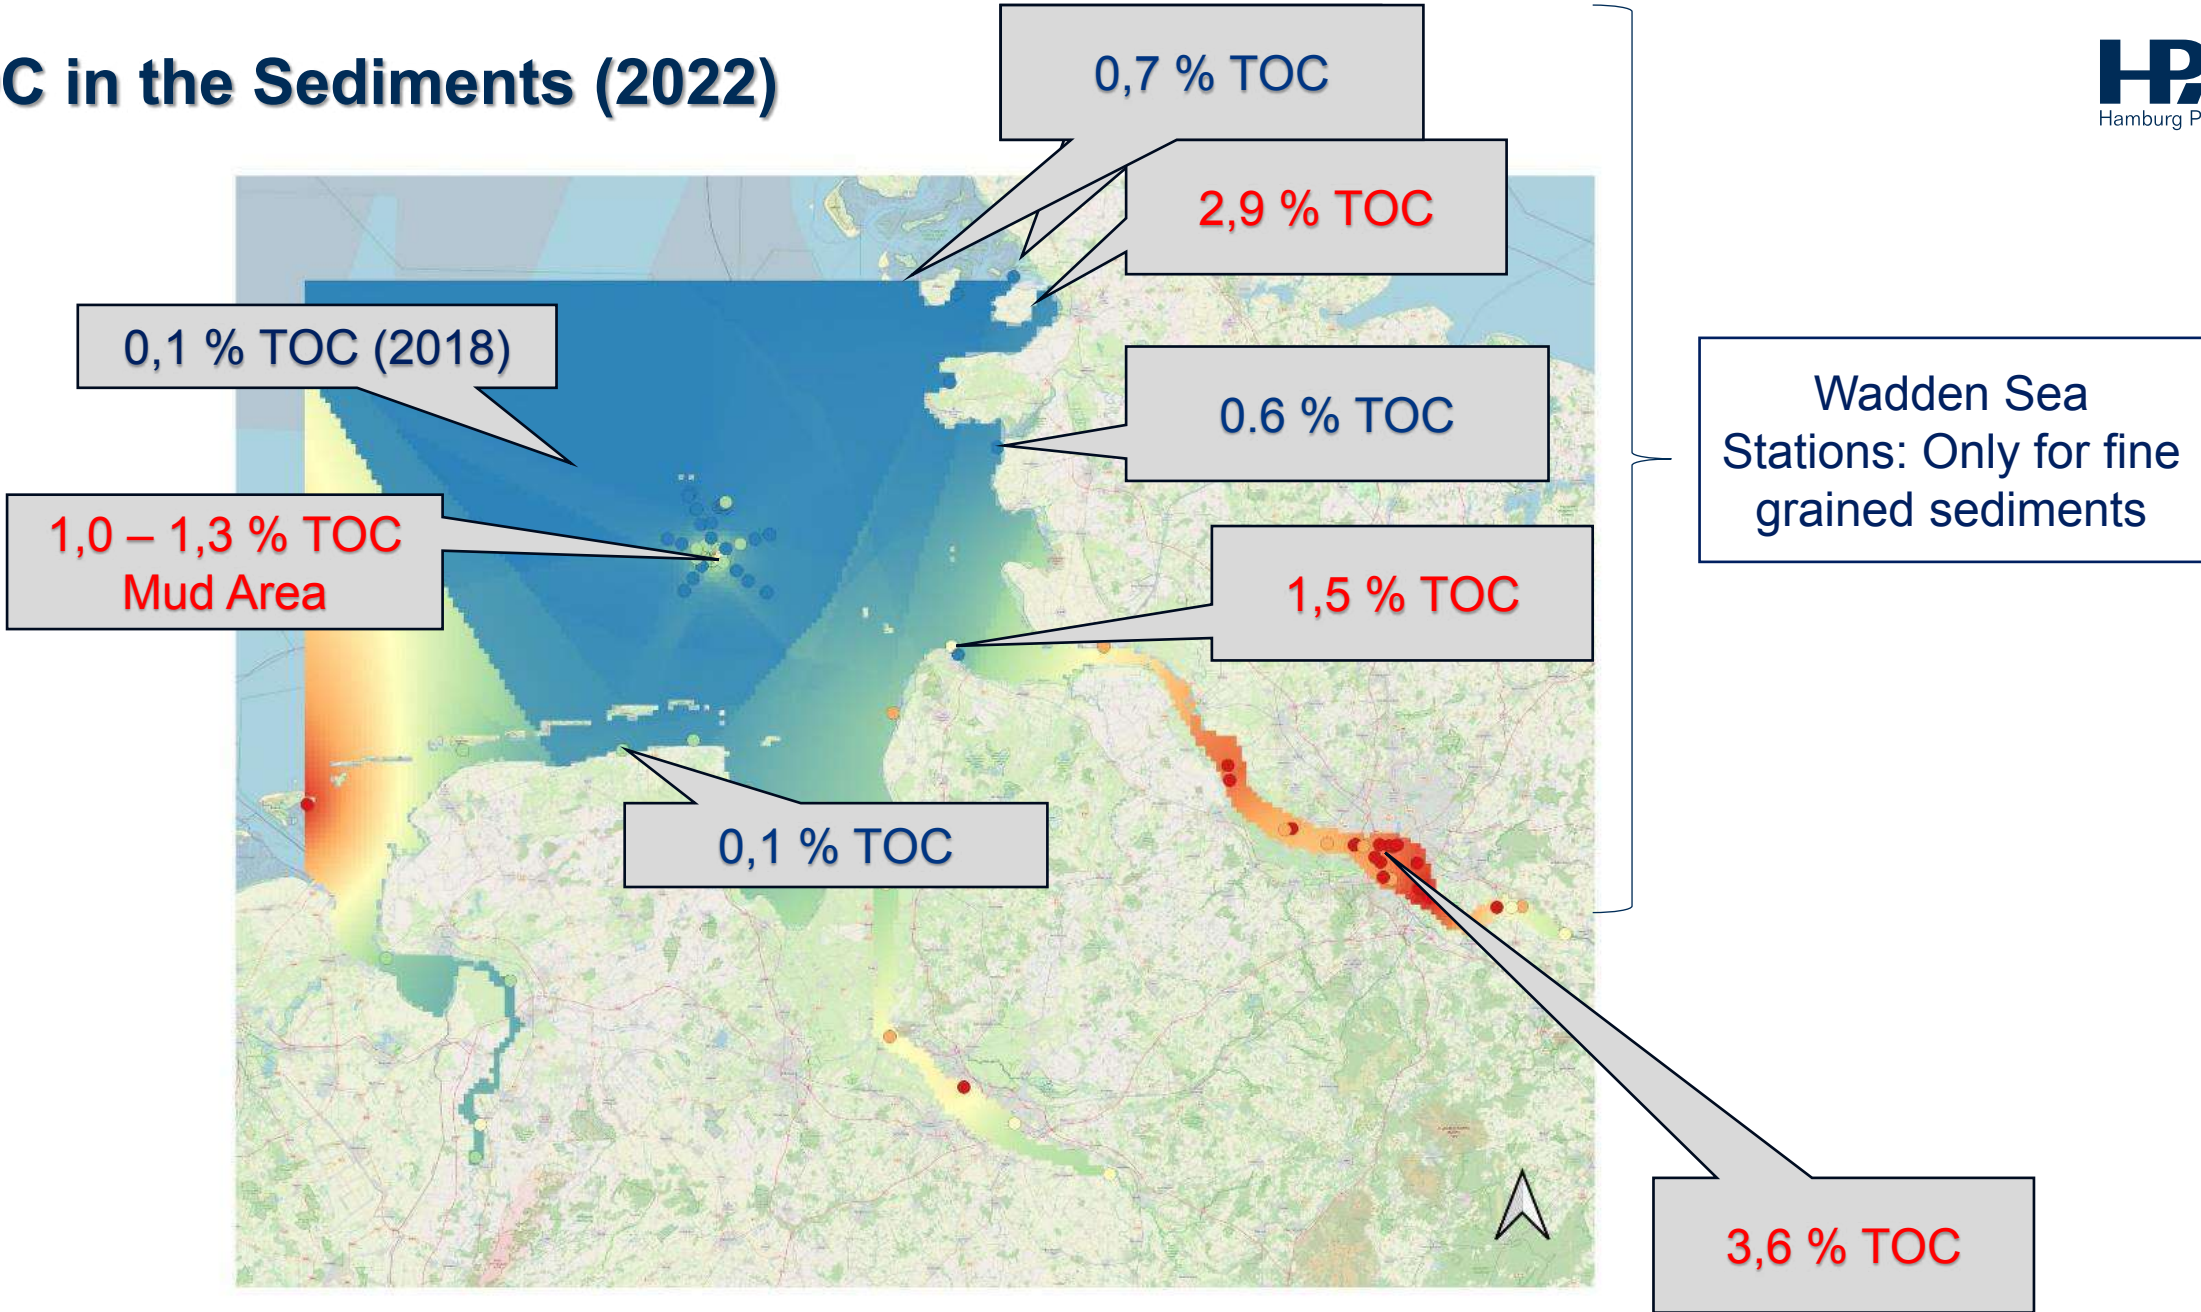 C in the Sediments (2022)
HPA
Hamburg P
0,7 % TOC
2,9 % TOC
0,1 % TOC (2018)
0.6 % TOC
Wadden Sea
Stations: Only for fine
grained sediments
1,0 – 1,3 % TOC
Mud Area
1,5 % TOC
0,1 % TOC
3,6 % TOC